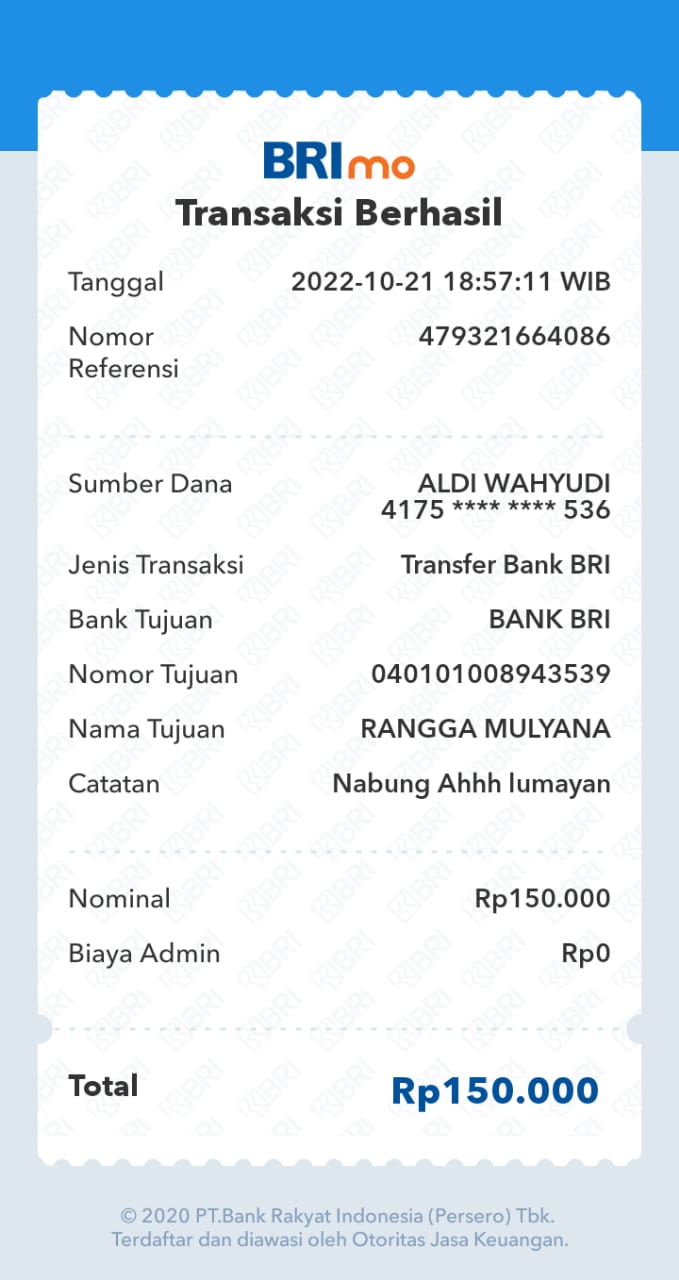 BRImo
Transaksi Berhasil
Tanggal 2022-10-21 18:57:11 WIB
Nomor Referensi 479321664086
Sumber Dana ALDI WAHYUDI
4175 **** **** 536
Jenis Transaksi Transfer Bank BRI
Bank Tujuan BANK BRI
Nomor Tujuan 040101008943539
Nama Tujuan RANGGA MULYANA
Catatan Nabung Ahhh lumayan
Nominal Rp150.000
Biaya Admin Rp0
Total Rp150.000
© 2020 PT.Bank Rakyat Indonesia (Persero) Tbk.
Terdaftar dan diawasi oleh Otoritas Jasa Keuangan.